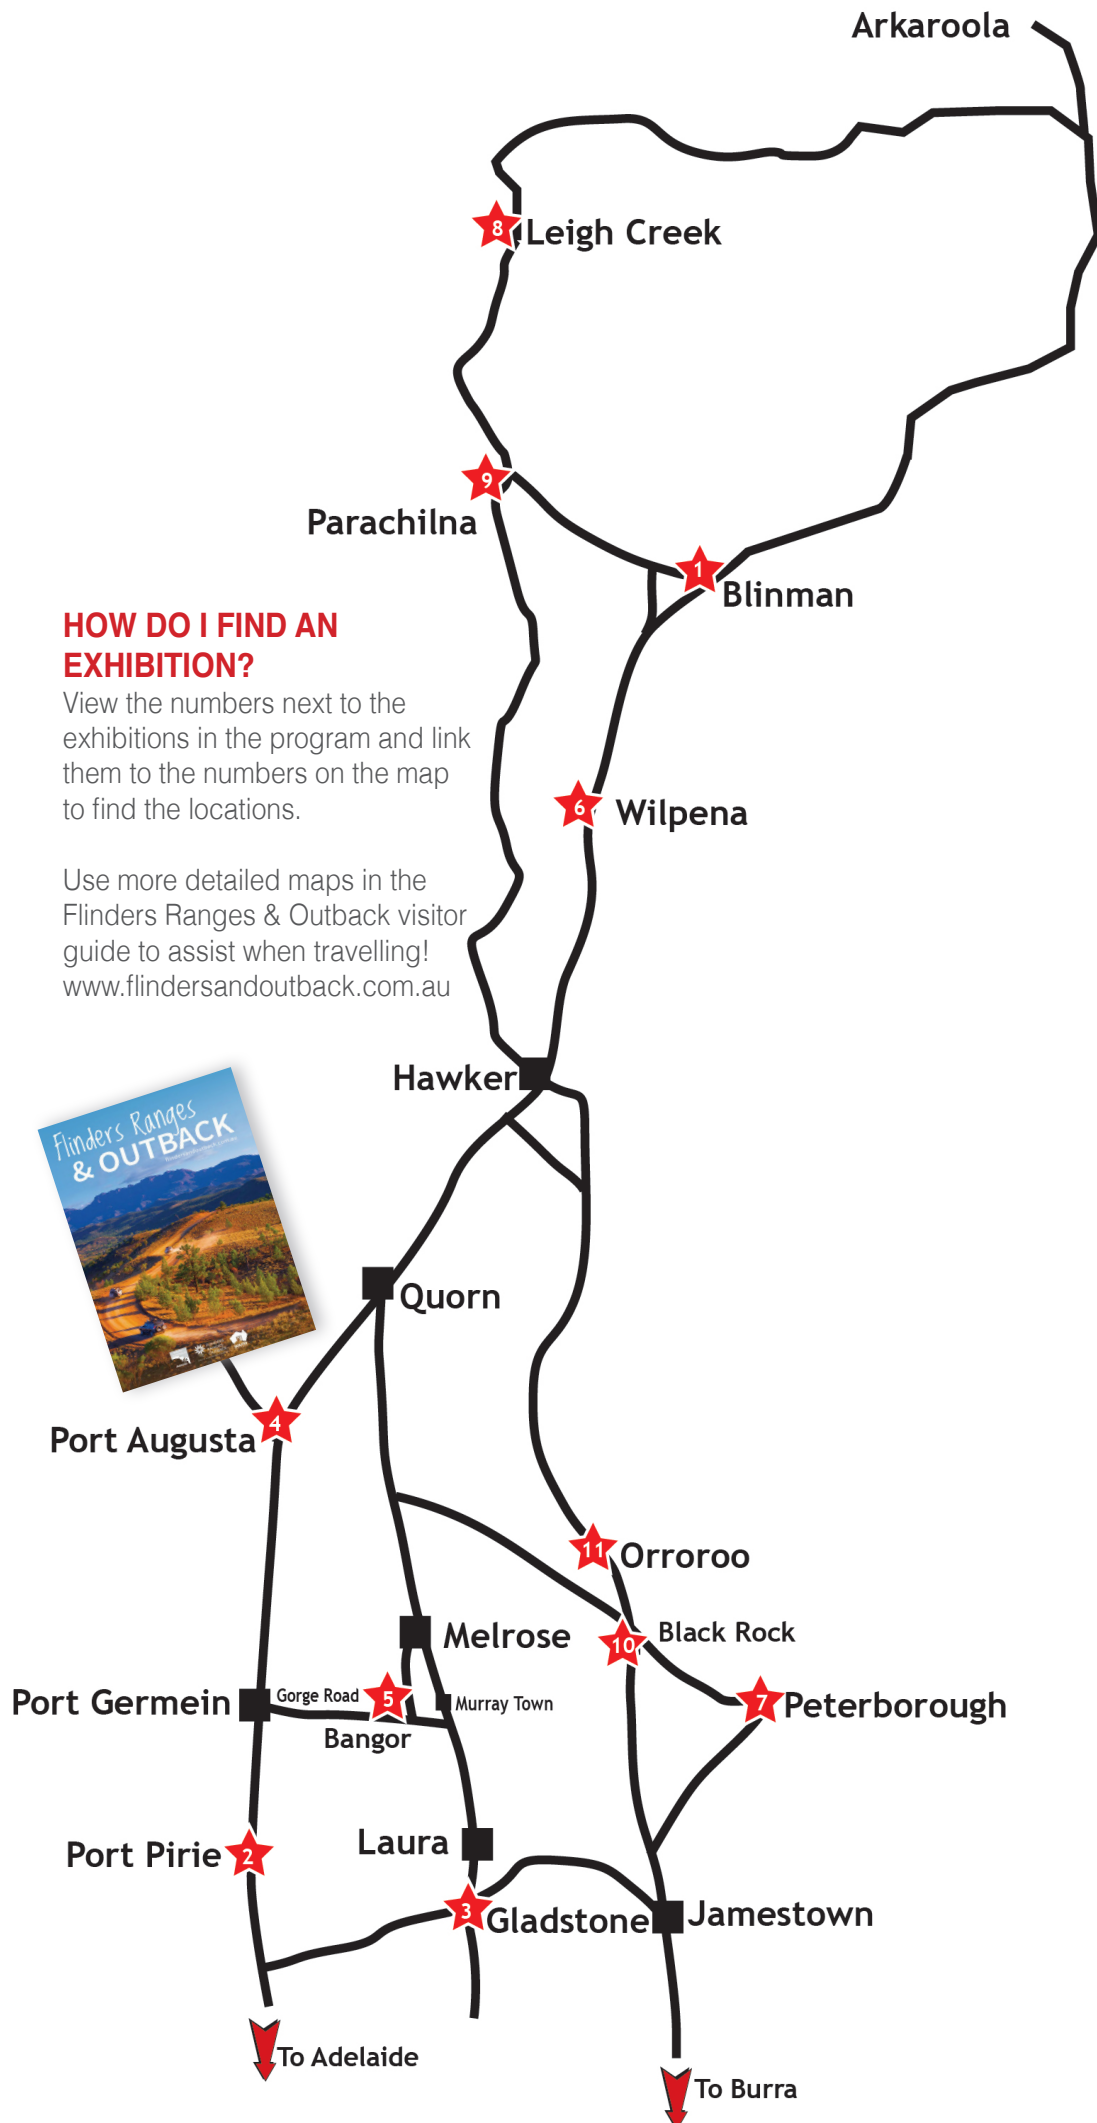 Arkaroola
8
Leigh Creek
9
Parachilna
1
Blinman
HOW DO I FIND AN
EXHIBITION?
View the numbers next to the
exhibitions in the program and link
them to the numbers on the map
to find the locations.
6
Wilpena
Use more detailed maps in the
Flinders Ranges & Outback visitor
guide to assist when travelling!
www.flindersandoutback.com.au
Hawker
Flinders Ranges
& OUTBACK
Quorn
4
Port Augusta
11
Orroroo
10
Black Rock
Melrose
Port Germein
Gorge Road
5
Murray Town
7
Peterborough
Bangor
Laura
Port Pirie
2
3
Gladstone
Jamestown
To Adelaide
To Burra